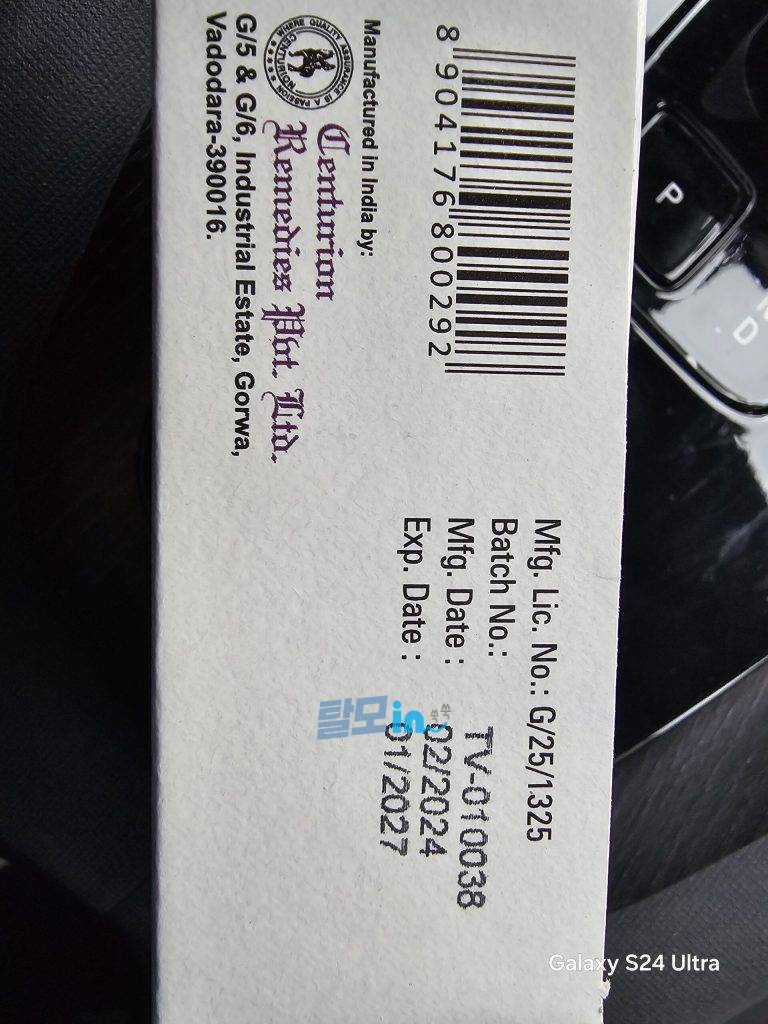 8 904176 800292
Manufactured in India by:
WHERE QUALITY ASSURANCE IS A PASSION
CENTURION
Centurion
Remedies Pvt. Ltd.
G/5 & G/6, Industrial Estate, Gorwa,
Vadodara-390016.
Mfg. Lic. No.: G/25/1325
Batch No.: TV-010038
Mfg. Date : 02/2024
Exp. Date : 01/2027
탈모in
P
D
Galaxy S24 Ultra